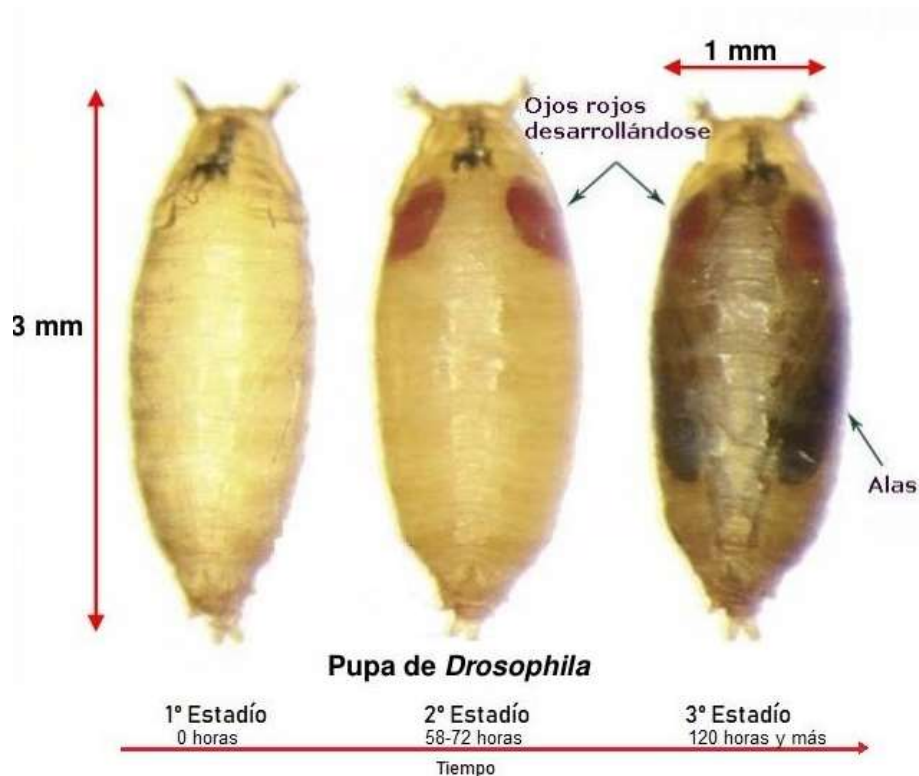 1 mm
Ojos rojos
desarrollándose
3 mm
Alas
Pupa de Drosophila
1° Estadío
0 horas
2° Estadío
58-72 horas
3° Estadío
120 horas y más
Tiempo